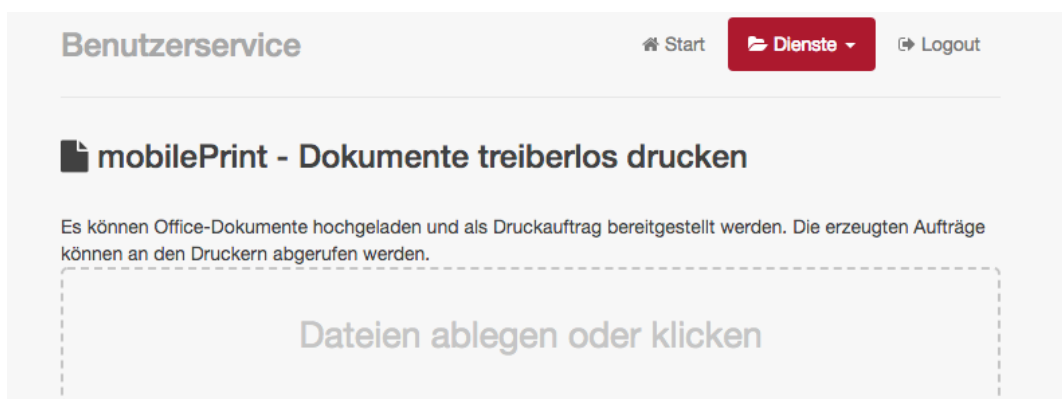 Benutzerservice
Start
Dienste
Logout
mobilePrint - Dokumente treiberlos drucken
Es können Office-Dokumente hochgeladen und als Druckauftrag bereitgestellt werden. Die erzeugten Aufträge
können an den Druckern abgerufen werden.
Dateien ablegen oder klicken